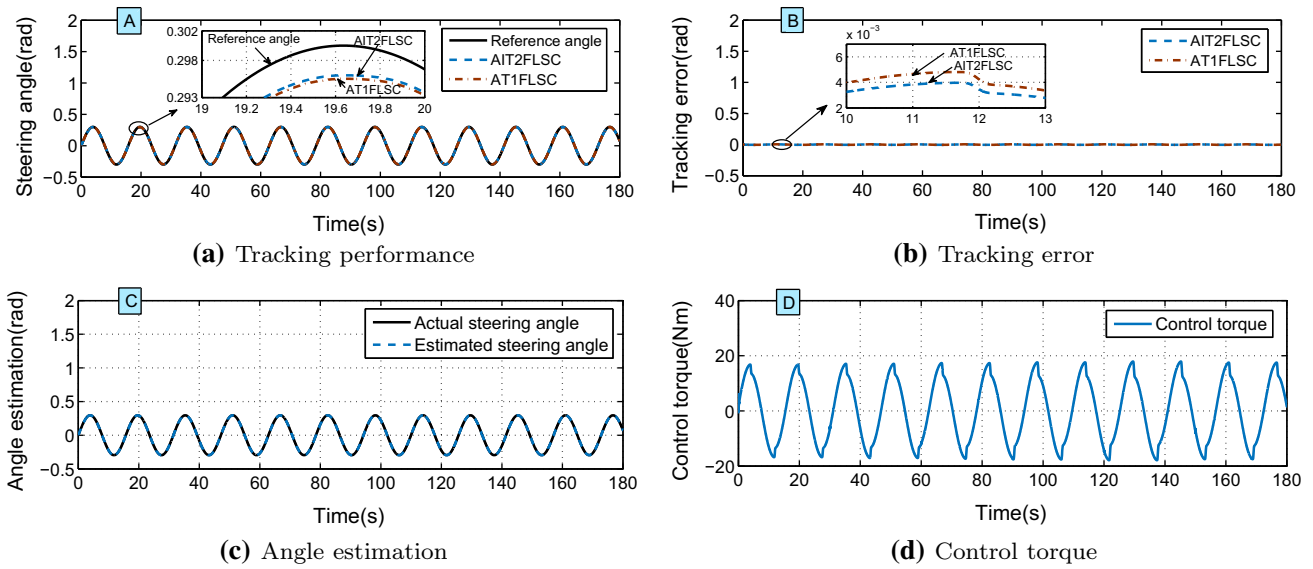 A
Steering angle(rad)
2
1.5
1
0.5
0
−0.5
0 20 40 60 80 100 120 140 160 180
Time(s)
0.302
0.298
0.293
19 19.2 19.4 19.6 19.8 20
Reference angle
AIT2FLSC
AT1FLSC
Reference angle
AIT2FLSC
AT1FLSC
(a) Tracking performance
B
Tracking error(rad)
2
1.5
1
0.5
0
−0.5
0 20 40 60 80 100 120 140 160 180
Time(s)
x 10−3
6
4
2
10 11 12 13
AT1FLSC
AIT2FLSC
AIT2FLSC
AT1FLSC
(b) Tracking error
C
Angle estimation(rad)
2
1.5
1
0.5
0
−0.5
0 20 40 60 80 100 120 140 160 180
Time(s)
Actual steering angle
Estimated steering angle
(c) Angle estimation
D
Control torque(Nm)
40
20
0
−20
0 20 40 60 80 100 120 140 160 180
Time(s)
Control torque
(d) Control torque